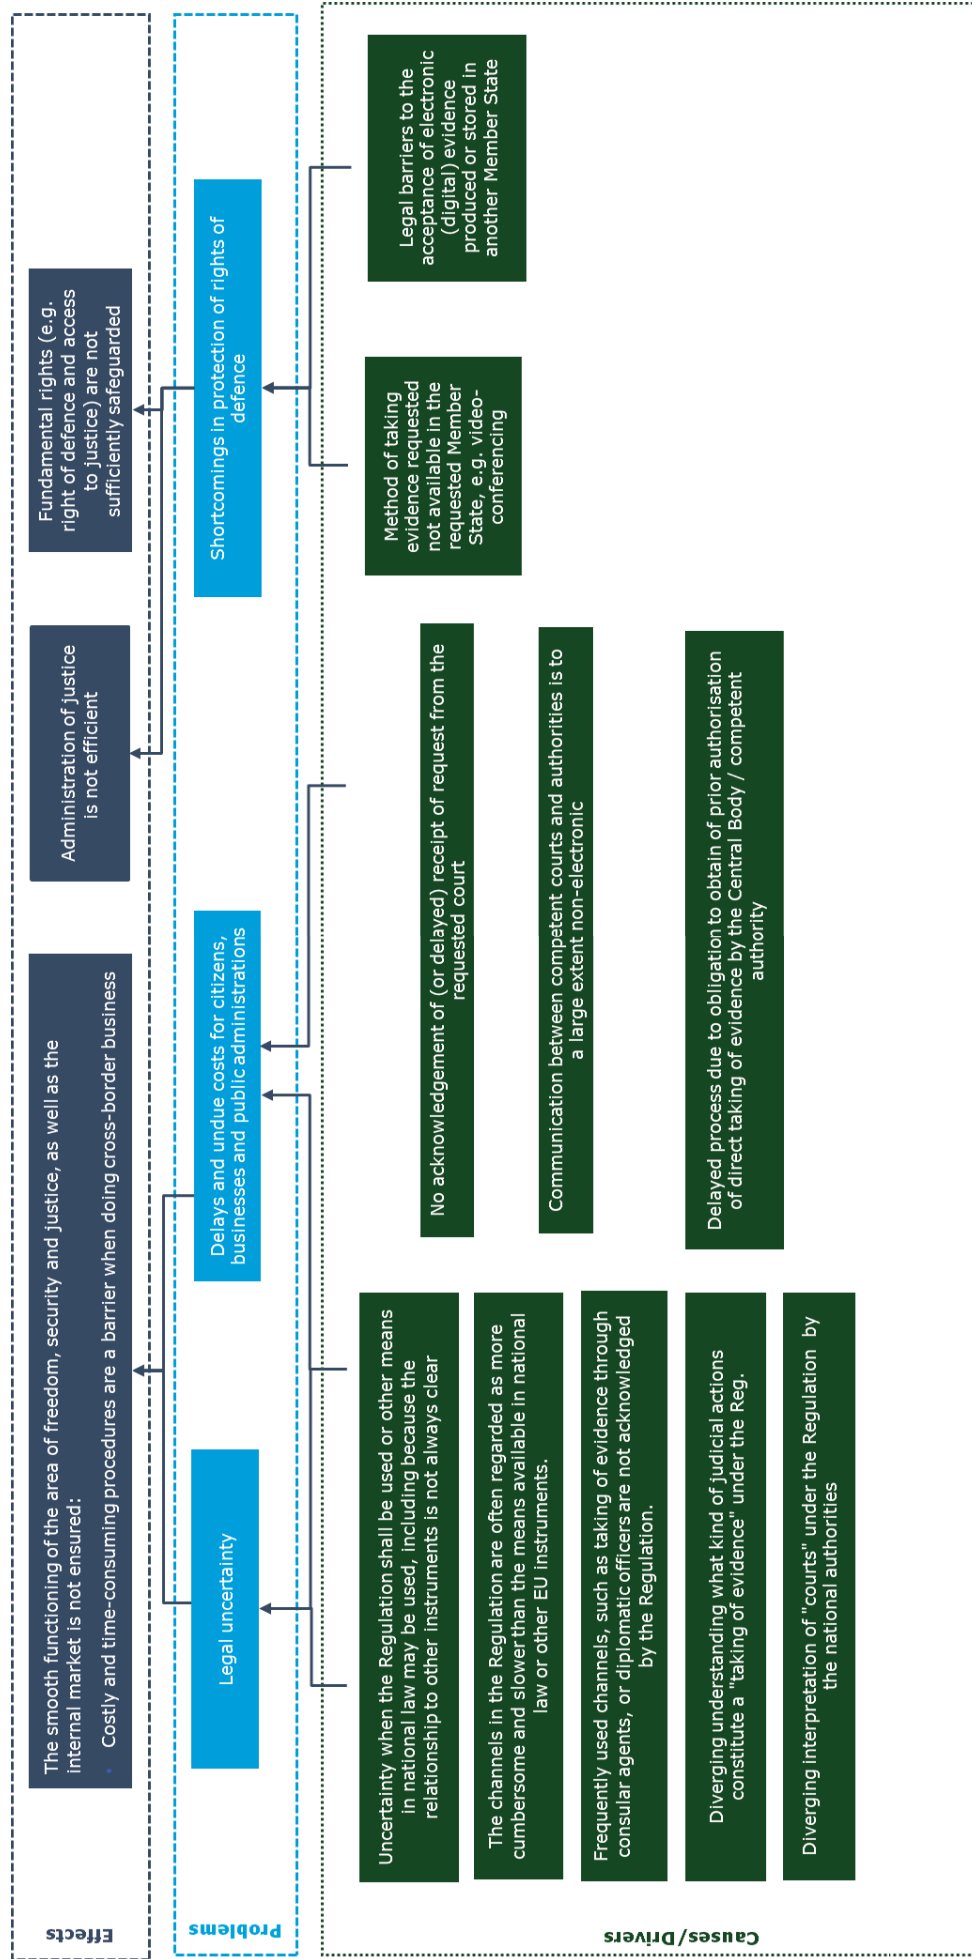 Effects
The smooth functioning of the area of freedom, security and justice, as well as the
internal market is not ensured:
• Costly and time-consuming procedures are a barrier when doing cross-border business
Administration of justice
is not efficient
Fundamental rights (e.g.
right of defence and access
to justice) are not
sufficiently safeguarded
Problems
Legal uncertainty
Delays and undue costs for citizens,
businesses and public administrations
Shortcomings in protection of rights of
defence
Causes/Drivers
Uncertainty when the Regulation shall be used or other means
in national law may be used, including because the
relationship to other instruments is not always clear
The channels in the Regulation are often regarded as more
cumbersome and slower than the means available in national
law or other EU instruments.
Frequently used channels, such as taking of evidence through
consular agents, or diplomatic officers are not acknowledged
by the Regulation.
Diverging understanding what kind of judicial actions
constitute a "taking of evidence" under the Reg.
Diverging interpretation of "courts" under the Regulation by
the national authorities
No acknowledgement of (or delayed) receipt of request from the
requested court
Communication between competent courts and authorities is to
a large extent non-electronic
Delayed process due to obligation to obtain of prior authorisation
of direct taking of evidence by the Central Body / competent
authority
Method of taking
evidence requested
not available in the
requested Member
State, e.g. video-
conferencing
Legal barriers to the
acceptance of electronic
(digital) evidence
produced or stored in
another Member State